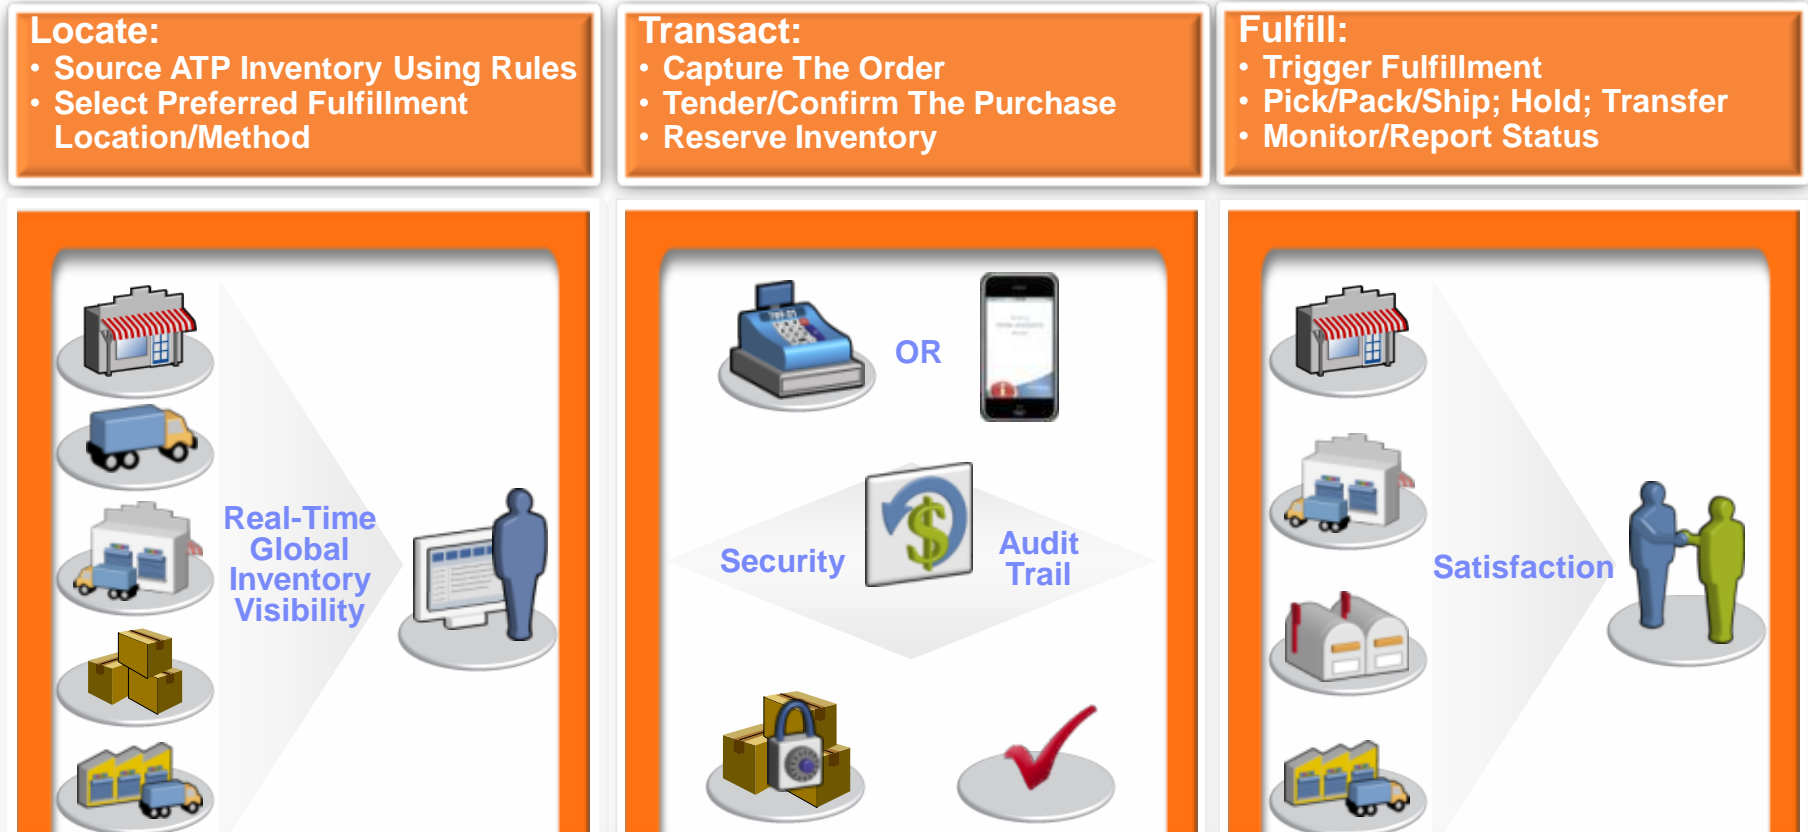 Locate:
• Source ATP Inventory Using Rules
• Select Preferred Fulfillment
Location/Method
Transact:
• Capture The Order
• Tender/Confirm The Purchase
• Reserve Inventory
Fulfill:
• Trigger Fulfillment
• Pick/Pack/Ship; Hold; Transfer
• Monitor/Report Status
Real-Time
Global
Inventory
Visibility
OR
Security
$
Audit
Trail
Satisfaction